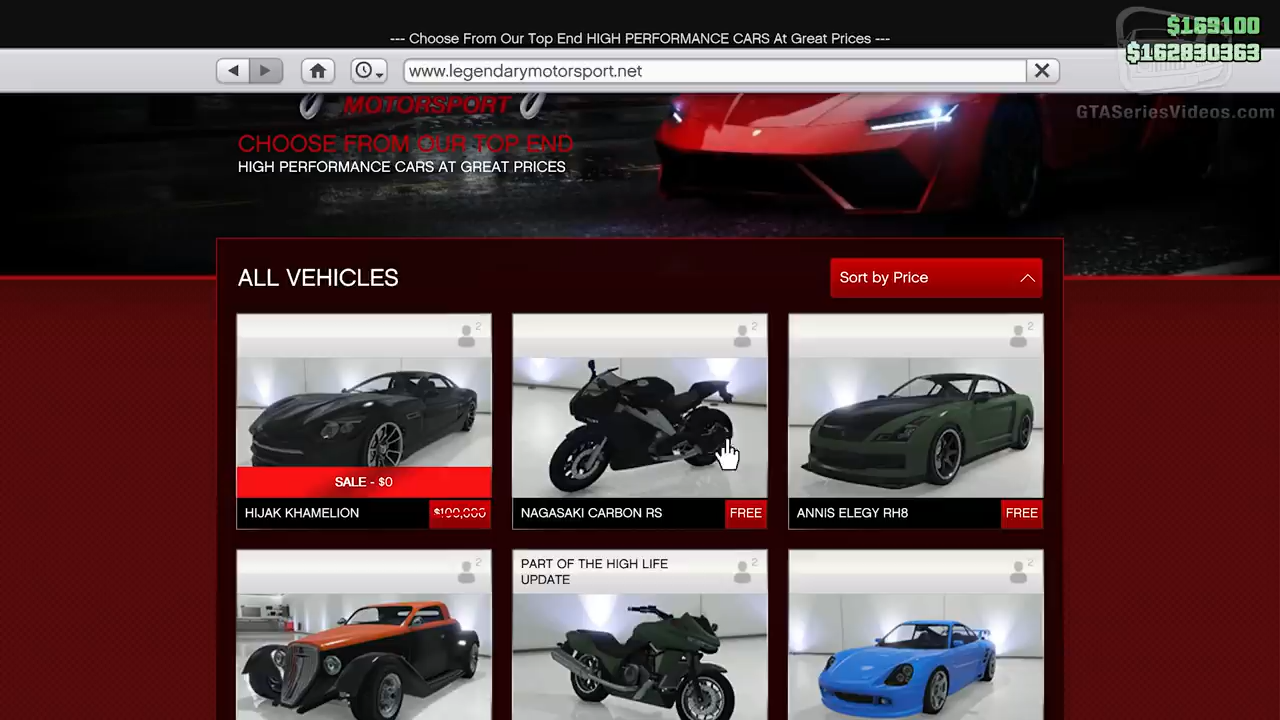 --- Choose From Our Top End HIGH PERFORMANCE CARS At Great Prices ---
$169100
$162830363
www.legendarymotorsport.net
GTASeriesVideos.com
MOTORSPORT
CHOOSE FROM OUR TOP END
HIGH PERFORMANCE CARS AT GREAT PRICES
ALL VEHICLES
Sort by Price
2
2
2
SALE - $0
HIJAK KHAMELION
$100,000
NAGASAKI CARBON RS
FREE
ANNIS ELEGY RH8
FREE
2
PART OF THE HIGH LIFE
UPDATE
2
2